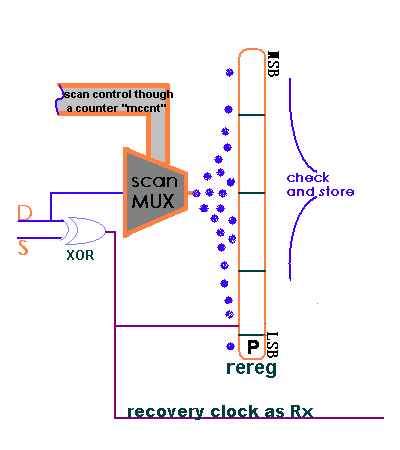 scan control though
a counter "mccnt"
MSB
scan
MUX
check
and store
D
S
XOR
LSB
P
rereg
recovery clock as Rx